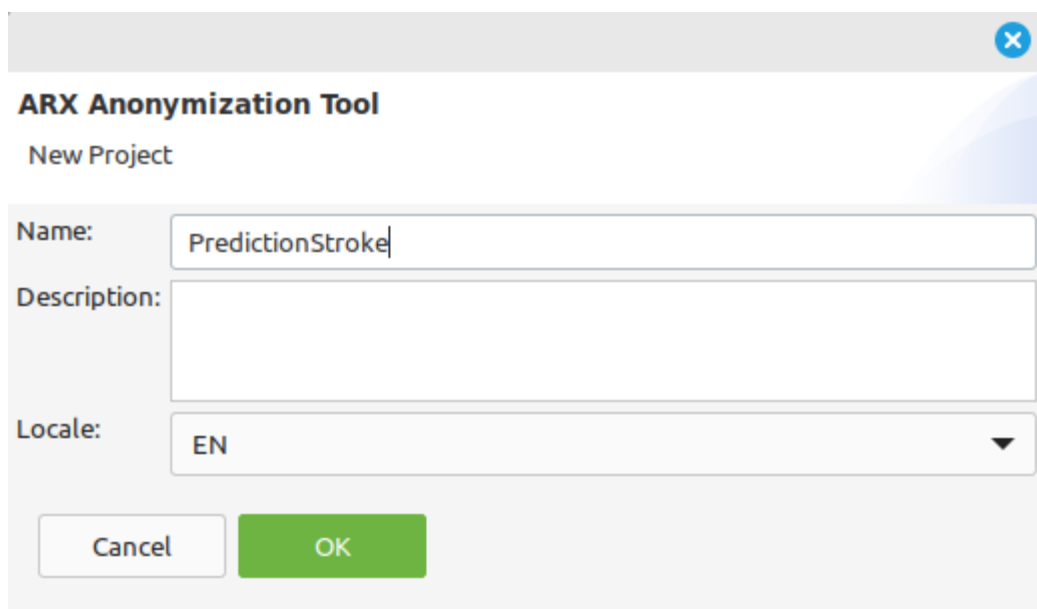 ARX Anonymization Tool
New Project
Name: PredictionStroke
Description:
Locale: EN
Cancel OK